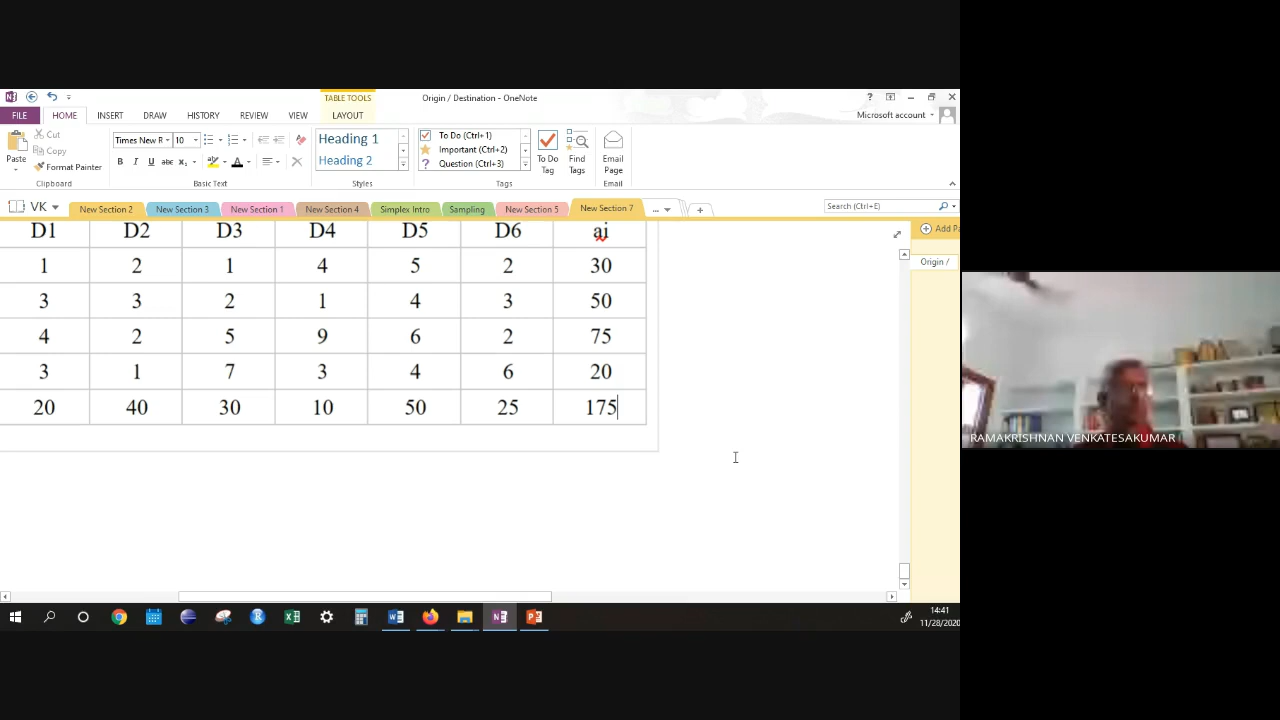 TABLE TOOLS
Origin / Destination - OneNote
?
FILE HOME INSERT DRAW HISTORY REVIEW VIEW LAYOUT
Microsoft account
Paste
Cut
Copy
Format Painter
Clipboard
Times New R 10
B I U abc x₂ A
Basic Text
Heading 1
Heading 2
Styles
To Do (Ctrl+1)
Important (Ctrl+2)
? Question (Ctrl+3)
Tags
To Do Tag
Find Tags
Email Page
Email
VK New Section 2 New Section 3 New Section 1 New Section 4 Simplex Intro Sampling New Section 5 New Section 7 ...
Search (Ctrl+E)
Add Pa
Origin /
D1 D2 D3 D4 D5 D6 ai
1 2 1 4 5 2 30
3 3 2 1 4 3 50
4 2 5 9 6 2 75
3 1 7 3 4 6 20
20 40 30 10 50 25 175
RAMAKRISHNAN VENKATESAKUMAR
14:41
11/28/2020